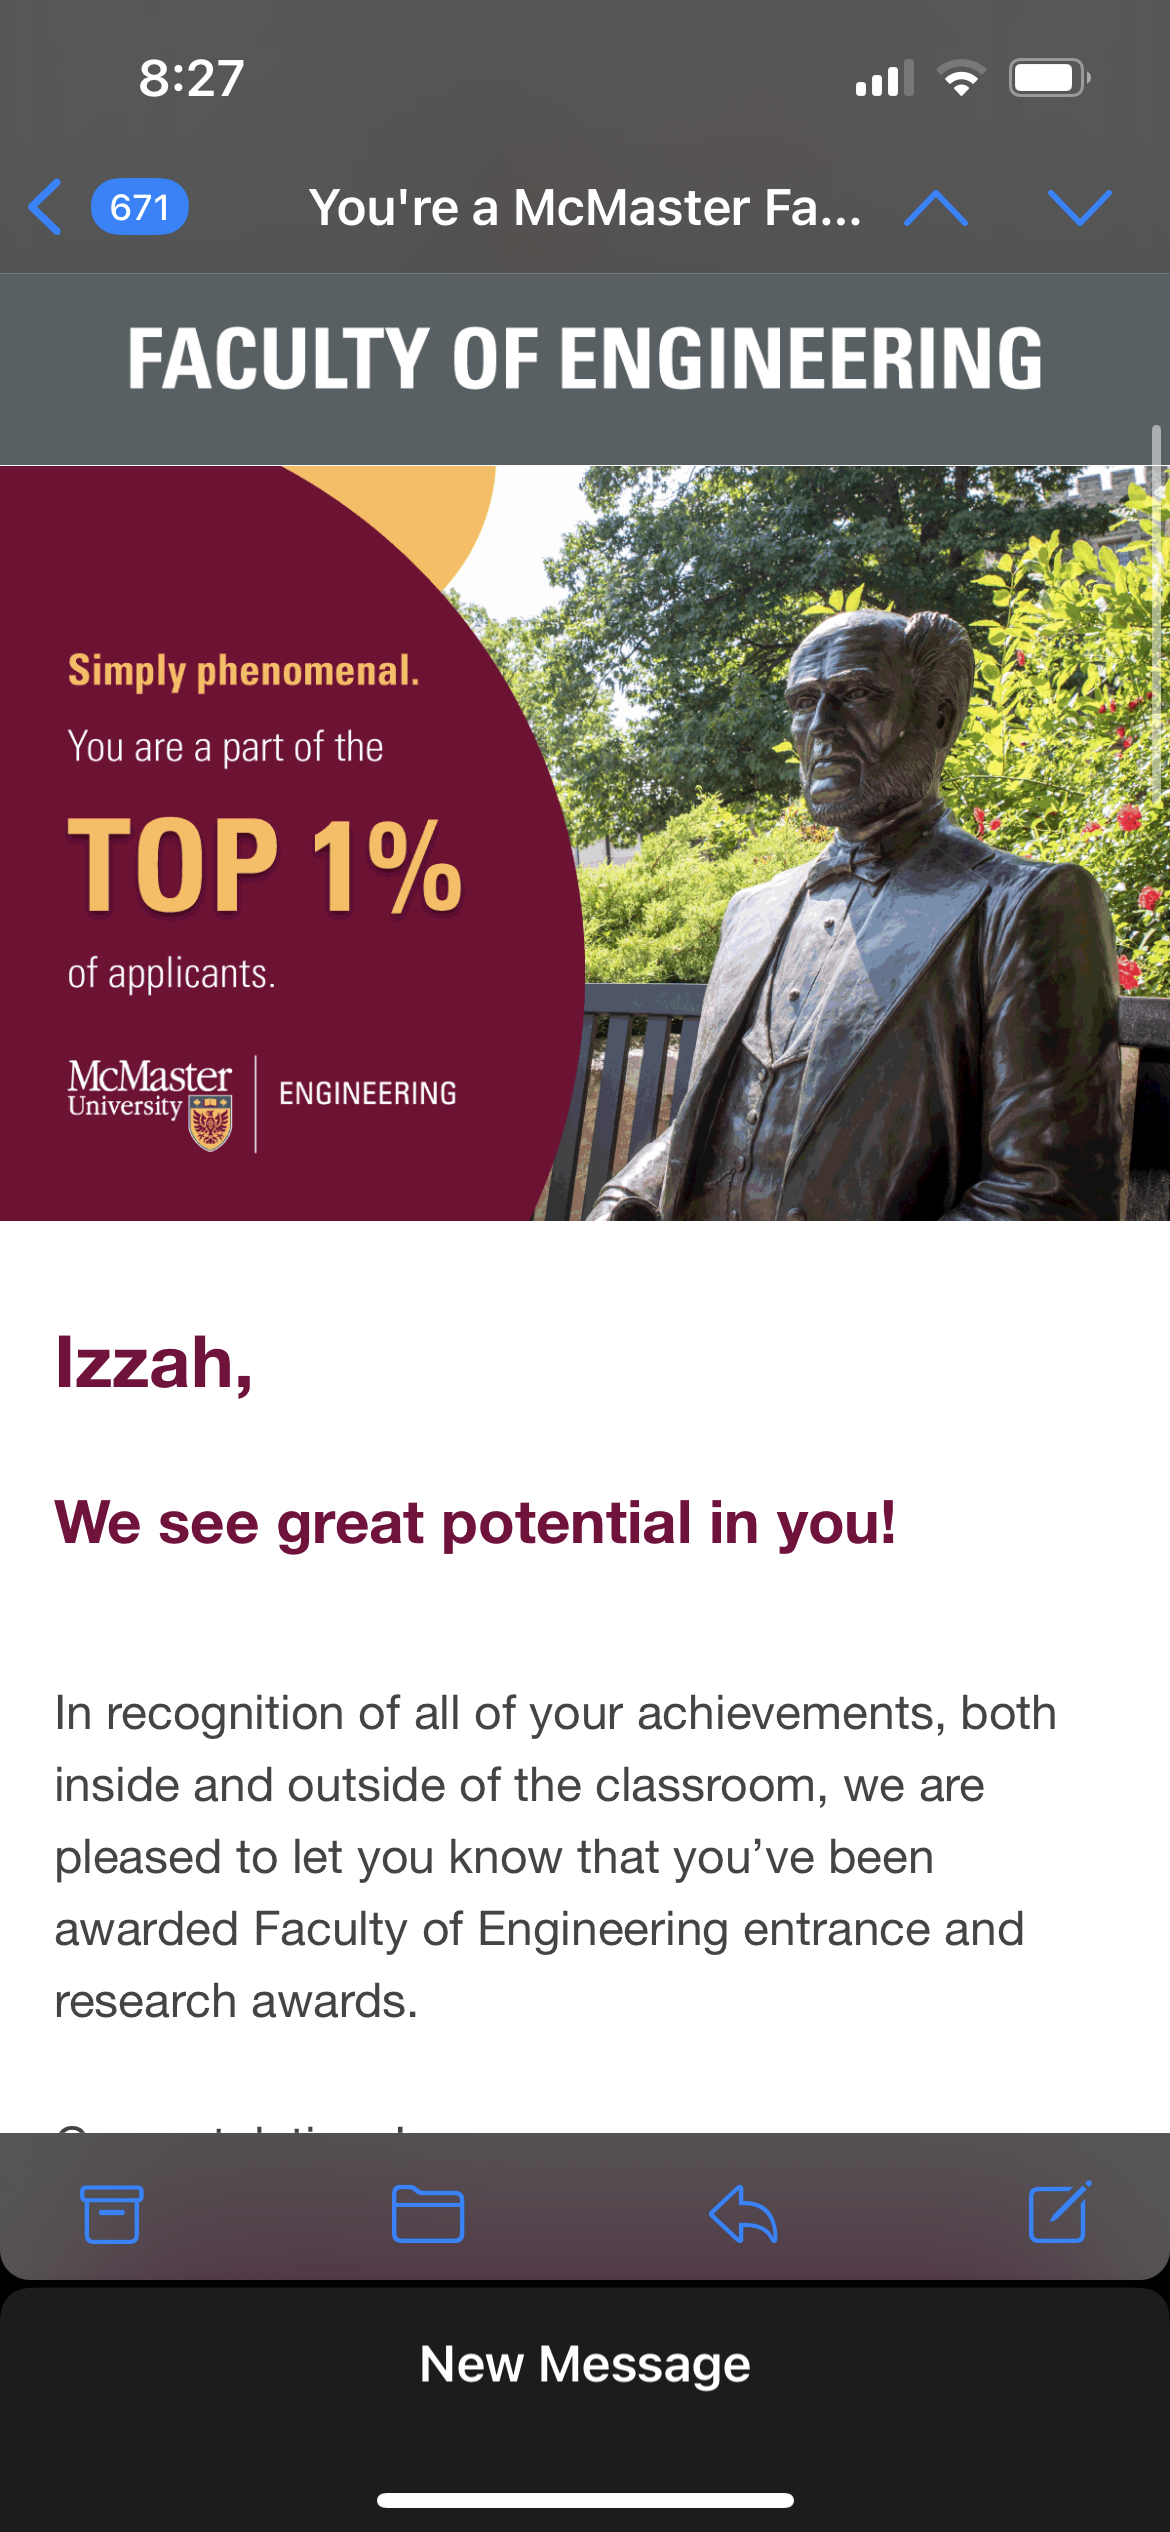 8:27
671
You're a McMaster Fa...
FACULTY OF ENGINEERING
Simply phenomenal.
You are a part of the
TOP 1%
of applicants.
McMaster
University
ENGINEERING
Izzah,
We see great potential in you!
In recognition of all of your achievements, both
inside and outside of the classroom, we are
pleased to let you know that you’ve been
awarded Faculty of Engineering entrance and
research awards.
New Message